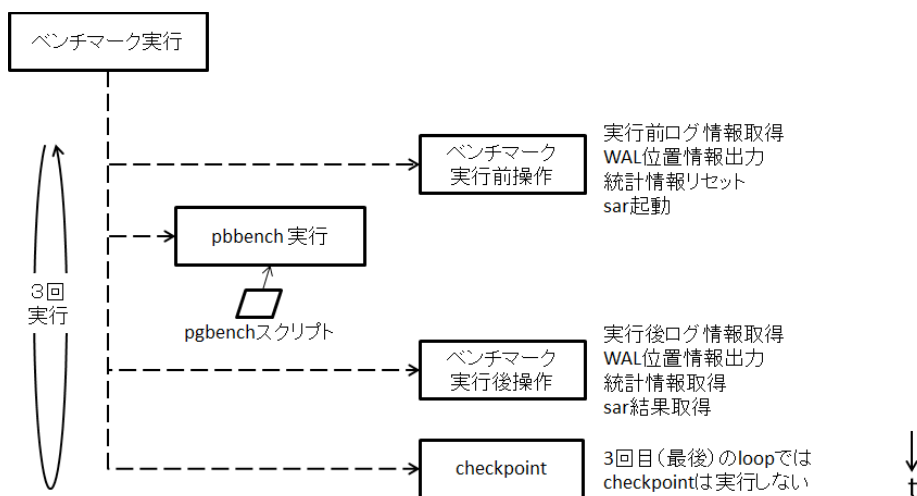 ベンチマーク実行
実行前ログ情報取得
ベンチマーク
実行前操作
WAL位置情報出力
統計情報リセット
sar起動
pbbench 実行
3回
実行
pgbenchスクリプト
実行後ログ情報取得
ベンチマーク
実行後操作
WAL位置情報出力
統計情報取得
sar結果取得
checkpoint
3回目(最後)のloopでは
checkpointは実行しない
t